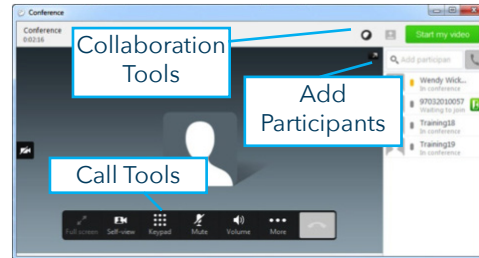 Conference
Conference
0:02:16
Collaboration
Tools
Start my video
Add participan
Add
Participants
Wendy Wick...
In conference
97032010057
Waiting to join
Training18
In conference
Training19
In conference
Call Tools
Full screen
Self-view
Keypad
Mute
Volume
More